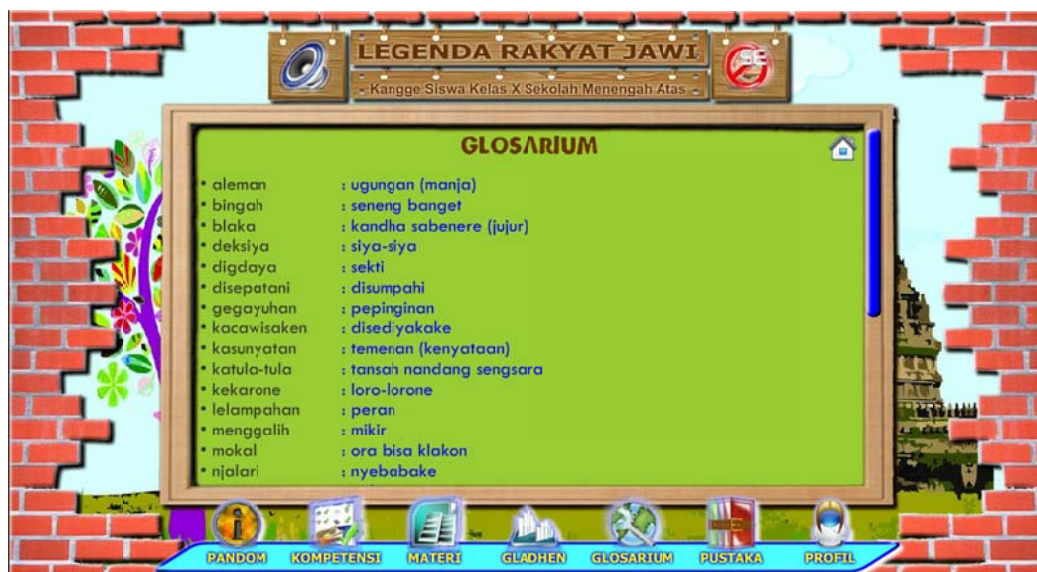 LEGENDA RAKYAT JAWI
Kangge Siswa Kelas X Sekolah Menengah Atas
SE
GLOSARIUM
• aleman : ugungan (manja)
• bingah : seneng banget
• blaka : kandha sabenere (jujur)
• deksiya : siya-siya
• digdaya : sekti
• disepatani : disumpahi
• gegayuhan : pepinginan
• kacawisaken : disediyakake
• kasunyatan : temenan (kenyataan)
• katula-tula : tansah nandang sengsara
• kekarone : loro-lorone
• lelampahan : peran
• menggalih : mikir
• mokal : ora bisa klakon
• njalari : nyebabake
PANDOM KOMPETENSI MATERI GLADHEN GLOSARIUM PUSTAKA PROFIL